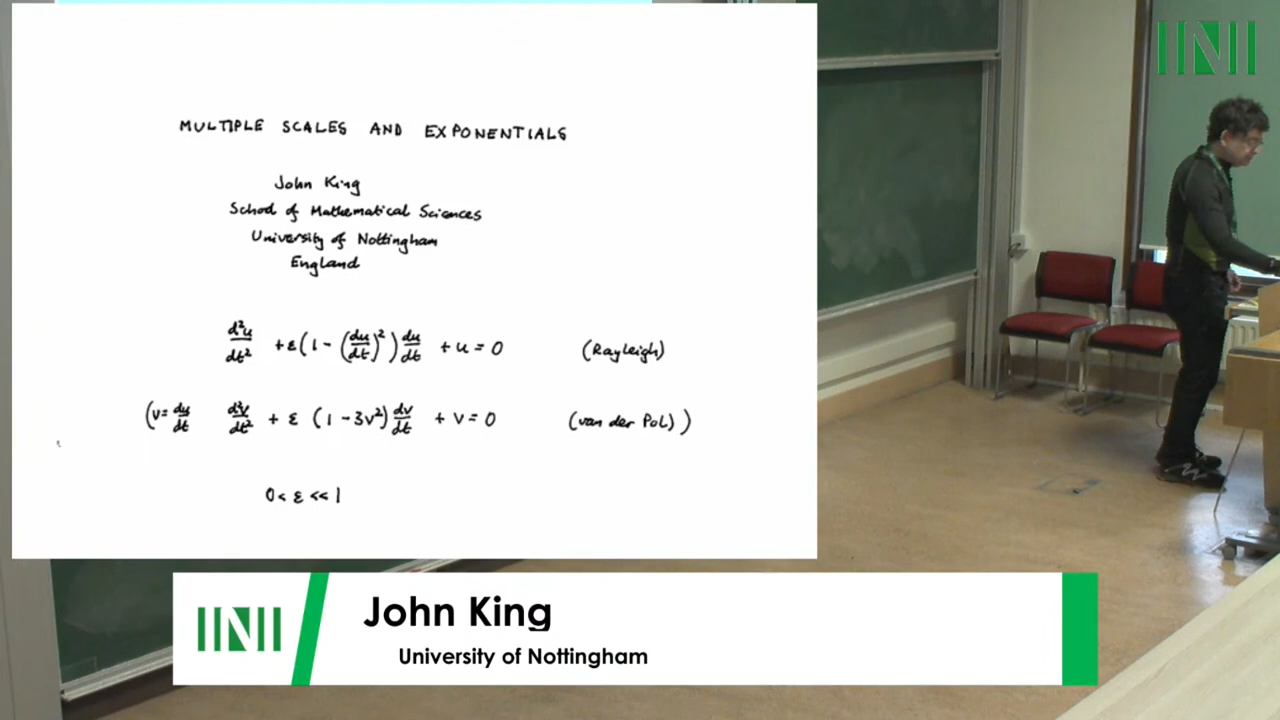 MULTIPLE SCALES AND EXPONENTIALS
John King
School of Mathematical Sciences
University of Nottingham
England
d²u/dt² + ε(1 - (du/dt)²) du/dt + u = 0 (Rayleigh)
(v = du/dt d²v/dt² + ε (1 - 3v²) dv/dt + v = 0 (van der Pol))
0 < ε << 1
John King
University of Nottingham